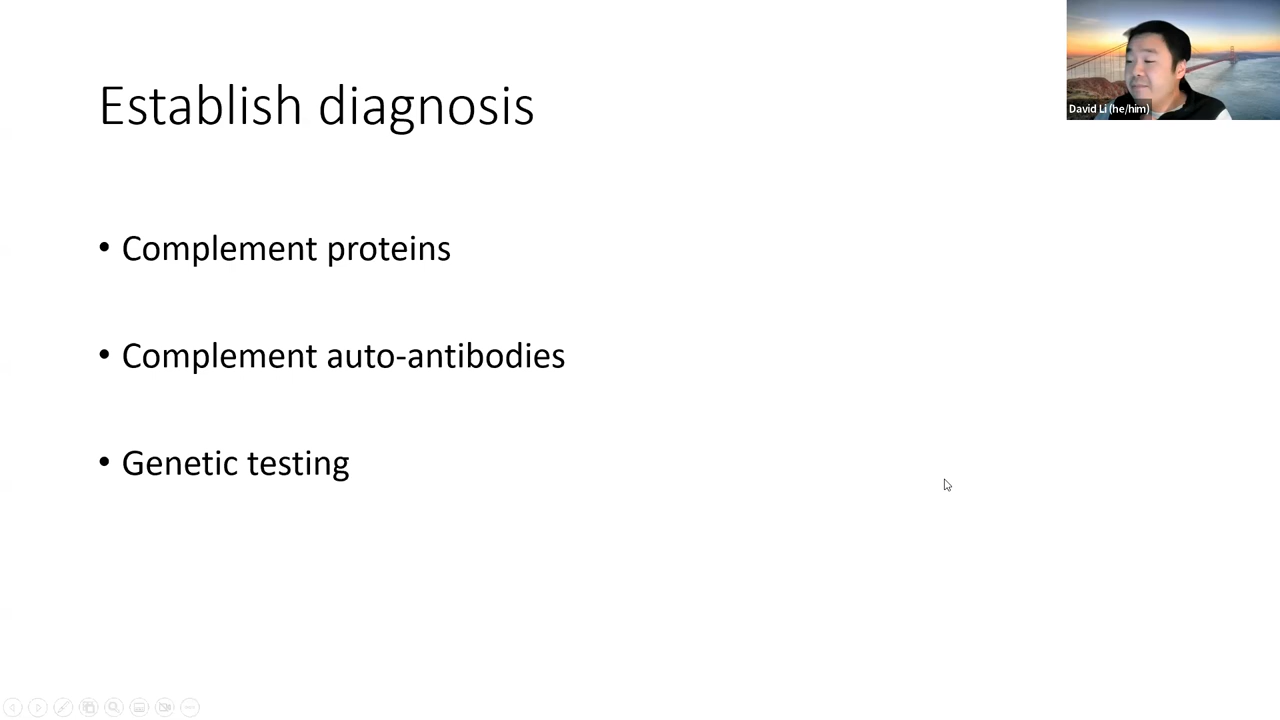 Establish diagnosis
David Li (he/him)
• Complement proteins
• Complement auto-antibodies
• Genetic testing